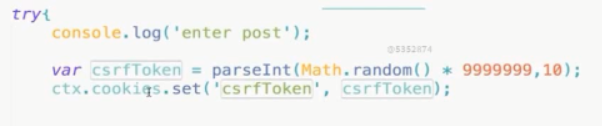 try{
console.log('enter post');
@5352874
var csrfToken = parseInt(Math.random() * 9999999,10);
ctx.cookies.set('csrfToken', csrfToken);